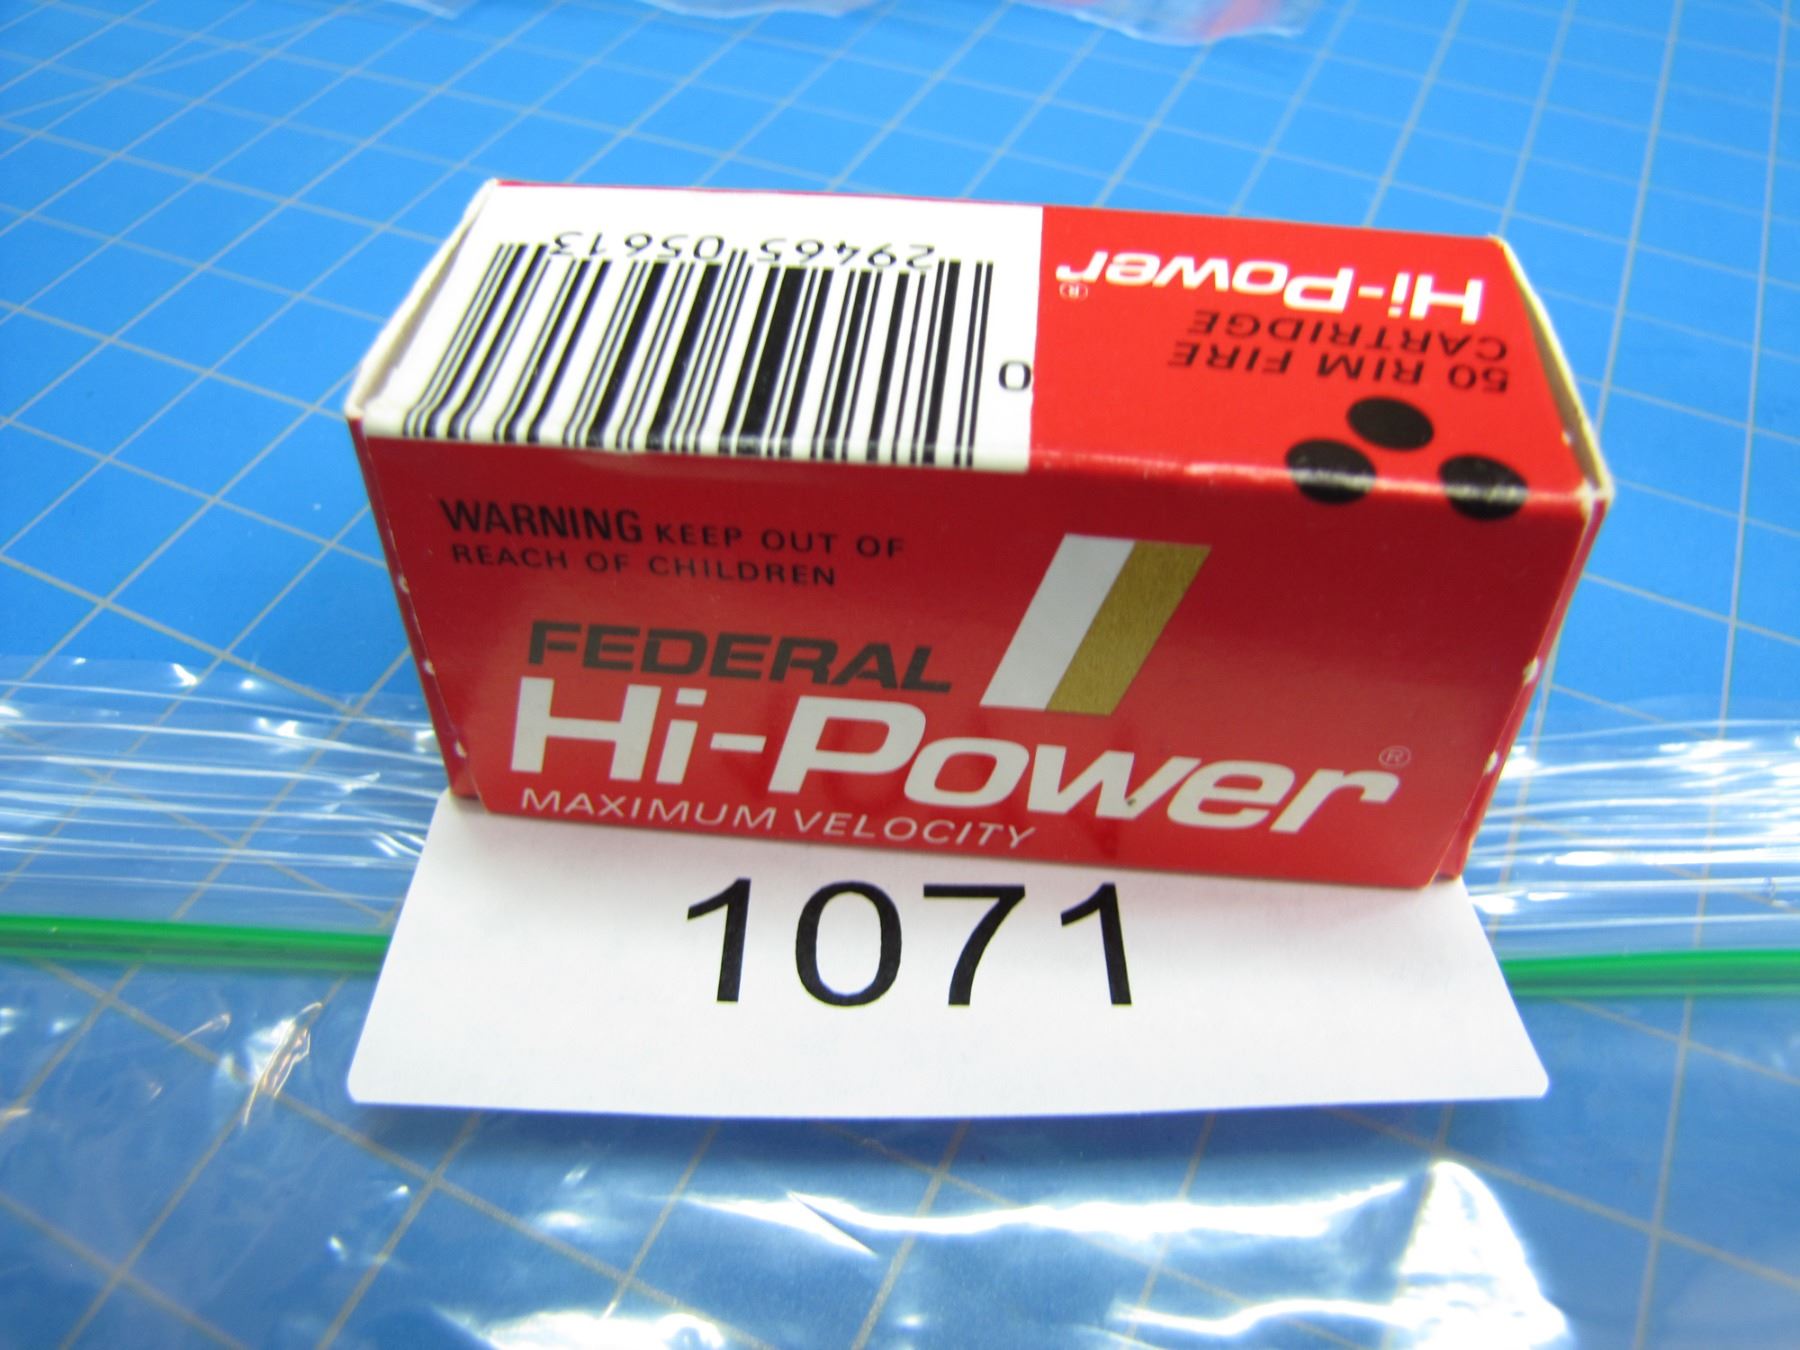 29465 05613
0
Hi-Power®
50 RIM FIRE
CARTRIDGE
WARNING KEEP OUT OF
REACH OF CHILDREN
FEDERAL
Hi-Power®
MAXIMUM VELOCITY
1071